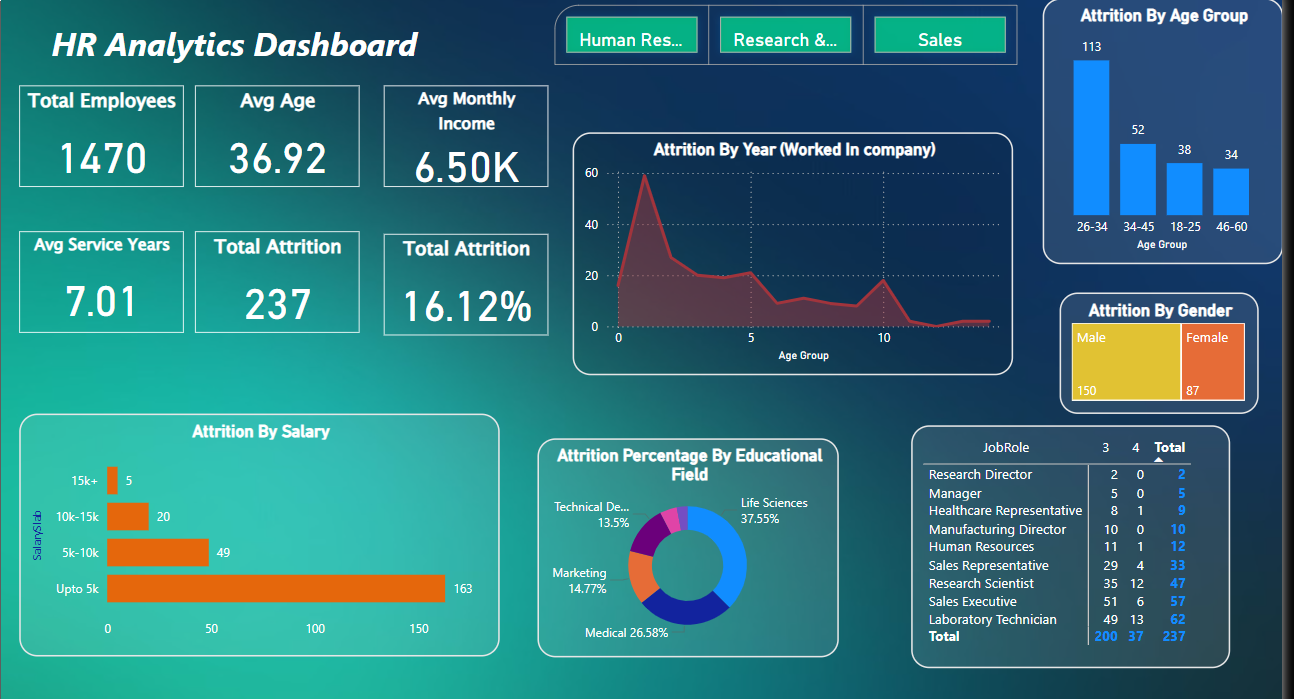 HR Analytics Dashboard
Human Res...
Research &...
Sales
Total Employees
1470
Avg Age
36.92
Avg Monthly
Income
6.50K
Avg Service Years
7.01
Total Attrition
237
Total Attrition
16.12%
Attrition By Year (Worked In company)
60
40
20
0
0 5 10
Age Group
Attrition By Age Group
113
52
38
34
26-34 34-45 18-25 46-60
Age Group
Attrition By Gender
Male
150
Female
87
Attrition By Salary
SalarySlab
15k+ 5
10k-15k 20
5k-10k 49
Upto 5k 163
0 50 100 150
Attrition Percentage By Educational
Field
Life Sciences
37.55%
Technical De...
13.5%
Marketing
14.77%
Medical 26.58%
JobRole 3 4 Total
Research Director 2 0 2
Manager 5 0 5
Healthcare Representative 8 1 9
Manufacturing Director 10 0 10
Human Resources 11 1 12
Sales Representative 29 4 33
Research Scientist 35 12 47
Sales Executive 51 6 57
Laboratory Technician 49 13 62
Total 200 37 237